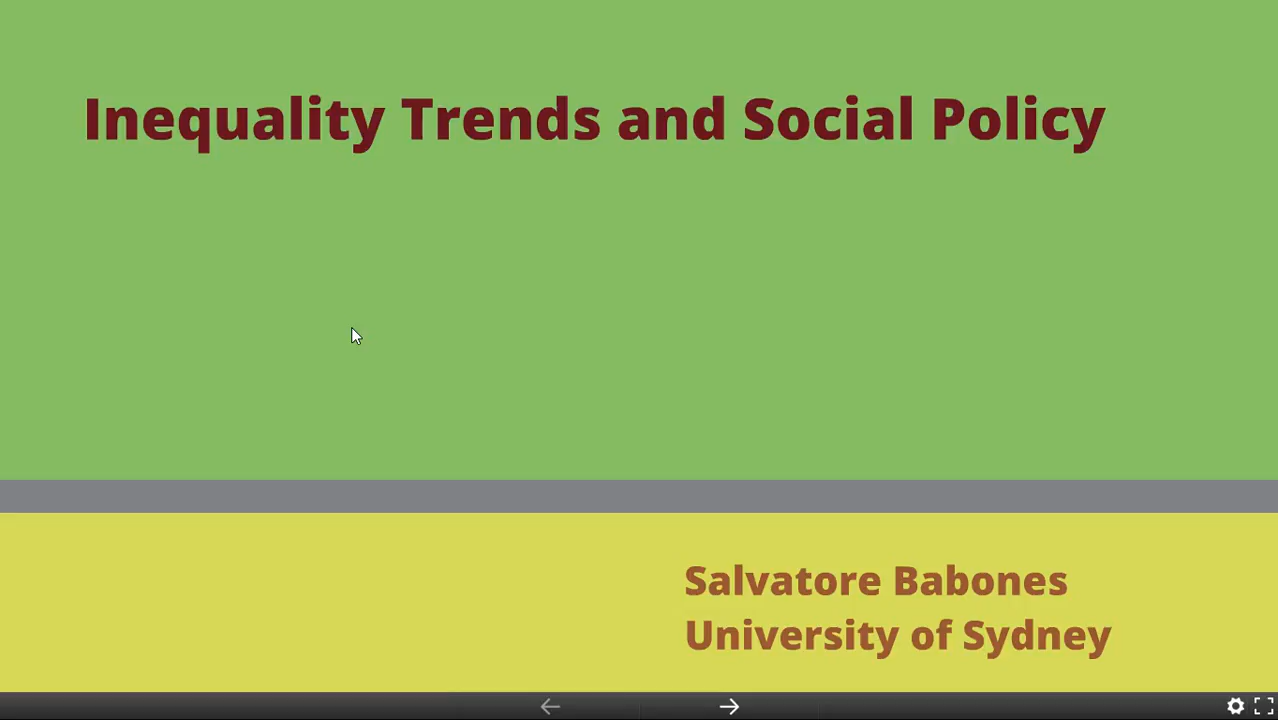 Inequality Trends and Social Policy
Salvatore Babones
University of Sydney